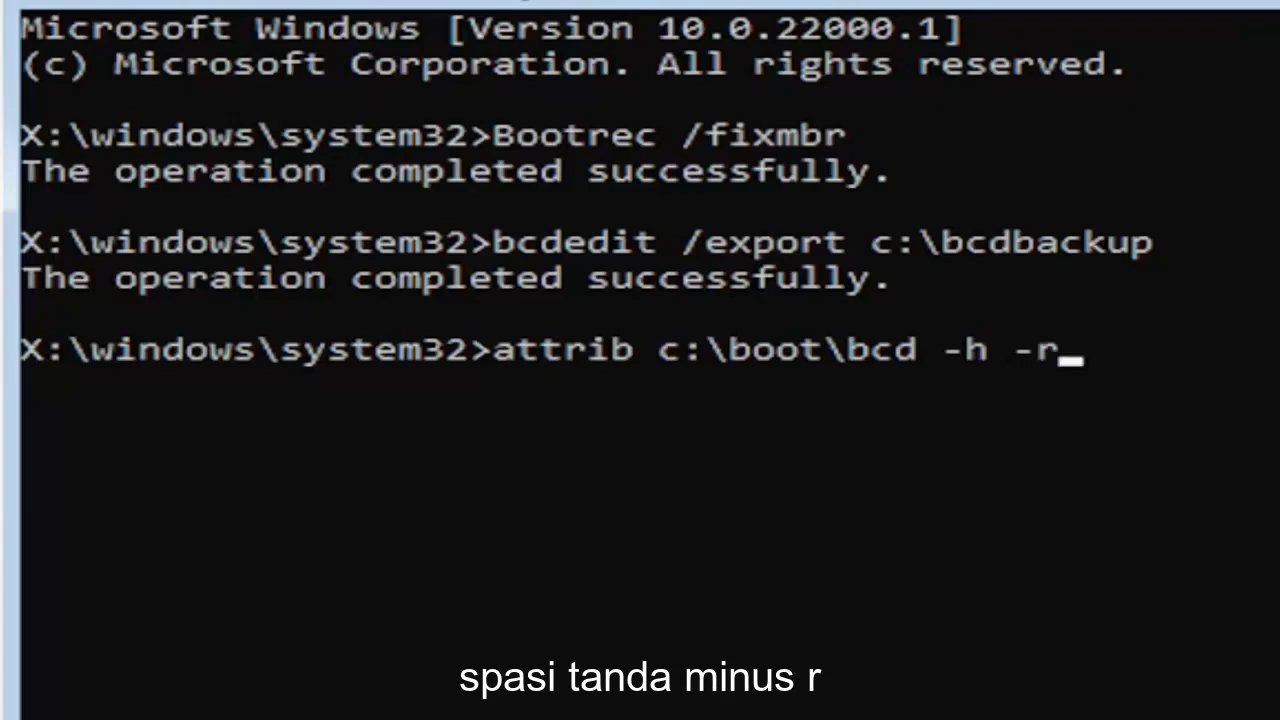 Microsoft Windows [Version 10.0.22000.1]
(c) Microsoft Corporation. All rights reserved.
X:\windows\system32>Bootrec /fixmbr
The operation completed successfully.
X:\windows\system32>bcdedit /export c:\bcdbackup
The operation completed successfully.
X:\windows\system32>attrib c:\boot\bcd -h -r
spasi tanda minus r